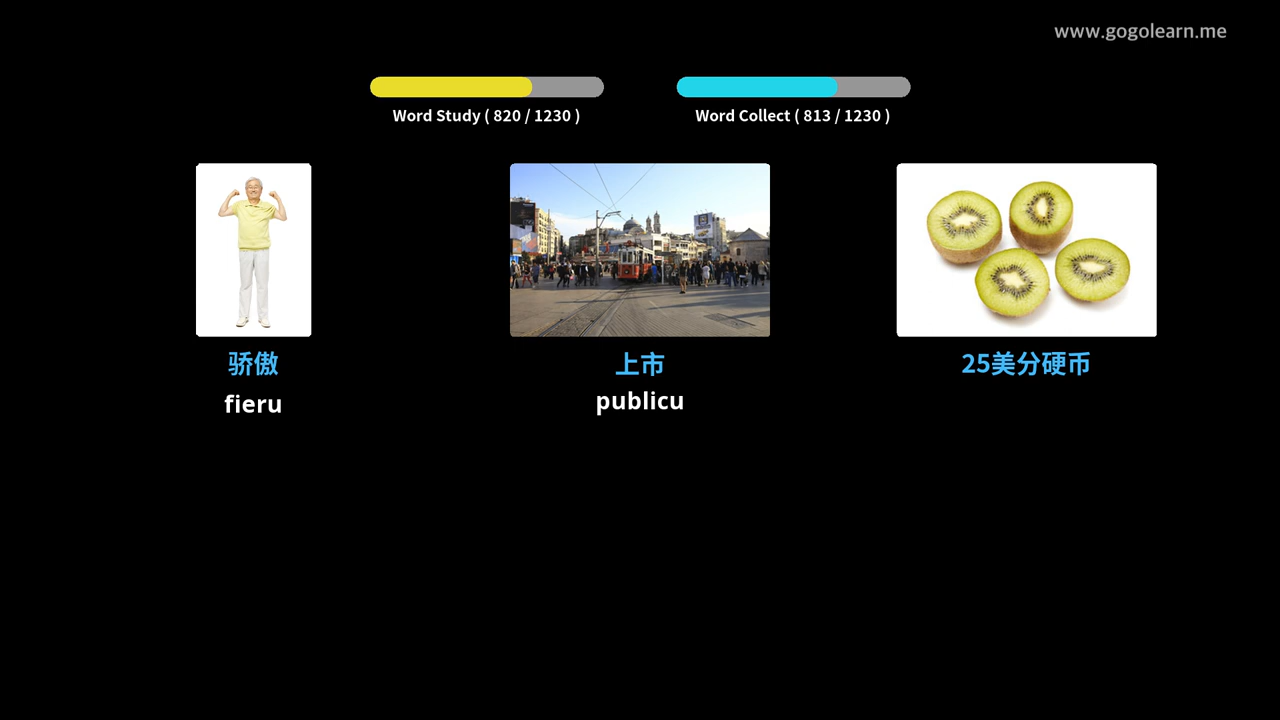 www.gogolearn.me
Word Study ( 820 / 1230 )
Word Collect ( 813 / 1230 )
骄傲
fieru
上市
publicu
25美分硬币